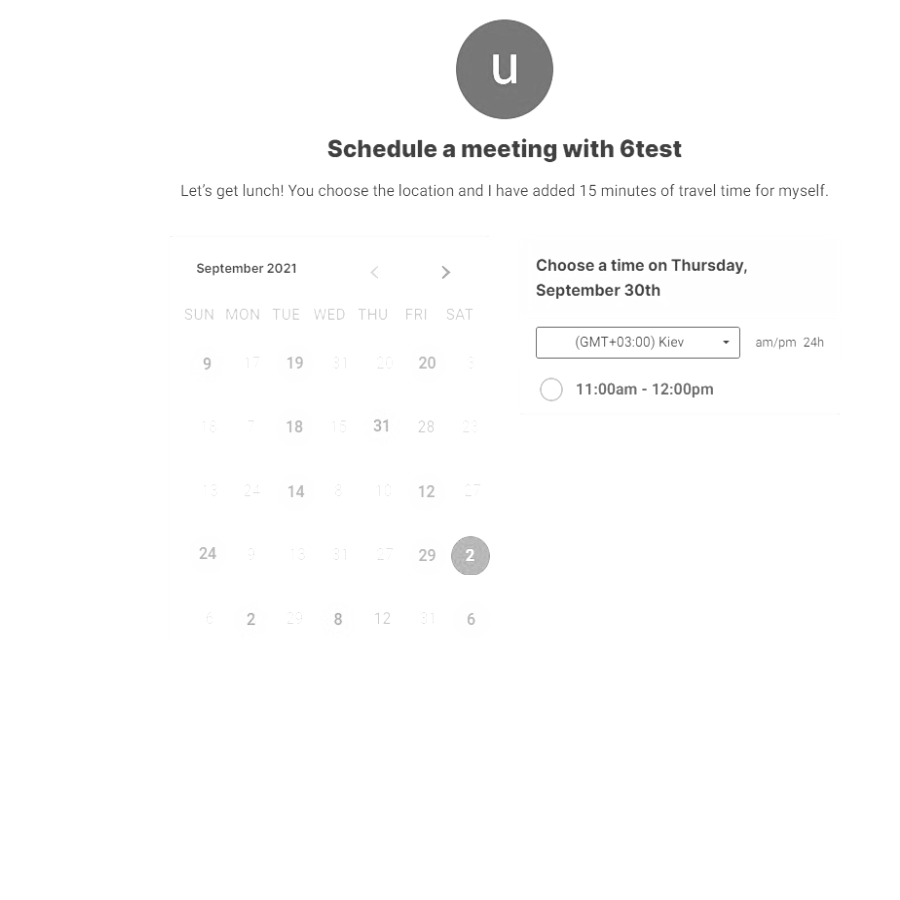 u
Schedule a meeting with 6test
Let's get lunch! You choose the location and I have added 15 minutes of travel time for myself.
September 2021
SUN MON TUE WED THU FRI SAT
9 17 19 31 20 20 3
18 7 18 15 31 28 23
13 24 14 8 10 12 27
24 9 13 31 27 29 2
6 2 29 8 12 31 6
Choose a time on Thursday,
September 30th
(GMT+03:00) Kiev am/pm 24h
11:00am - 12:00pm